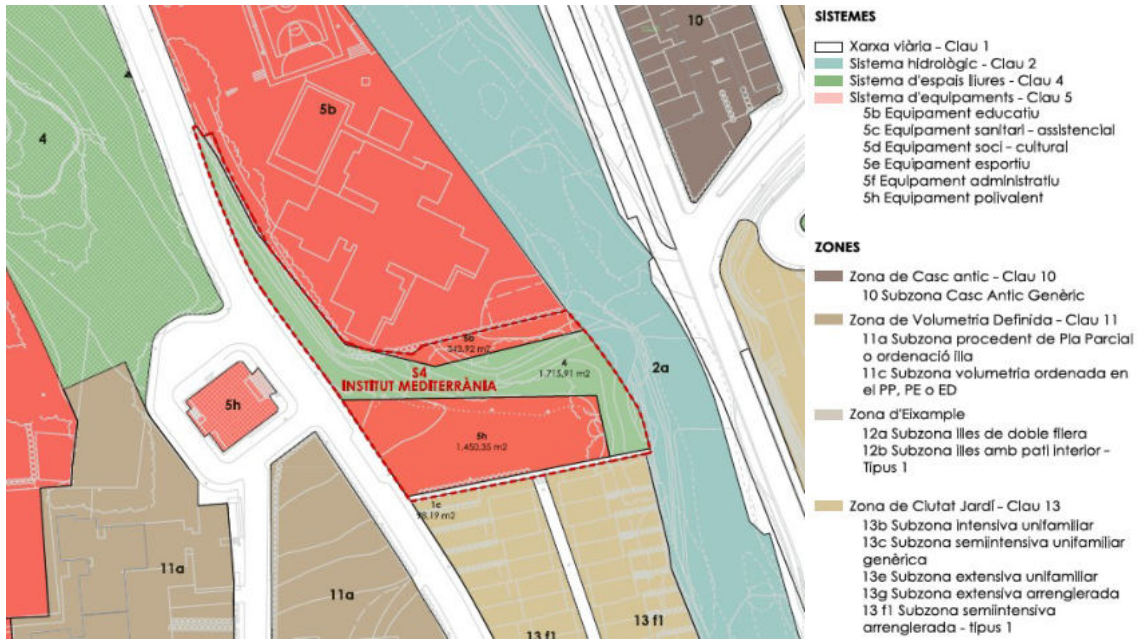 10
5b
4
5b
343,92 m2
4
1.715,91 m2
S4
INSTITUT MEDITERRÀNIA
2a
5h
5h
1.450,35 m2
1c
98,19 m2
11a
11a
13 f1
13 f1
SISTEMES
Xarxa viària - Clau 1
Sistema hidrològic - Clau 2
Sistema d'espais lliures - Clau 4
Sistema d'equipaments - Clau 5
5b Equipament educatiu
5c Equipament sanitari - assistencial
5d Equipament soci - cultural
5e Equipament esportiu
5f Equipament administratiu
5h Equipament polivalent
ZONES
Zona de Casc antic - Clau 10
10 Subzona Casc Antic Genèric
Zona de Volumetria Definida - Clau 11
11a Subzona procedent de Pla Parcial
o ordenació illa
11c Subzona volumetria ordenada en
el PP, PE o ED
Zona d'Eixample
12a Subzona illes de doble filera
12b Subzona illes amb pati interior -
Tipus 1
Zona de Ciutat Jardí - Clau 13
13b Subzona intensiva unifamiliar
13c Subzona semiintensiva unifamiliar
genèrica
13e Subzona extensiva unifamiliar
13g Subzona extensiva arrenglerada
13 f1 Subzona semiintensiva
arrenglerada - tipus 1